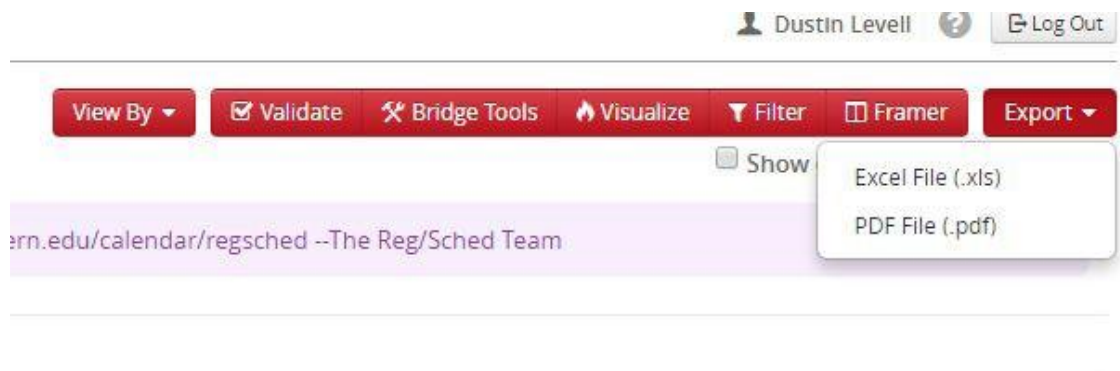 Dustin Levell ? Log Out
View By Validate Bridge Tools Visualize Filter Framer Export
Show
Excel File (.xls)
PDF File (.pdf)
ern.edu/calendar/regsched --The Reg/Sched Team